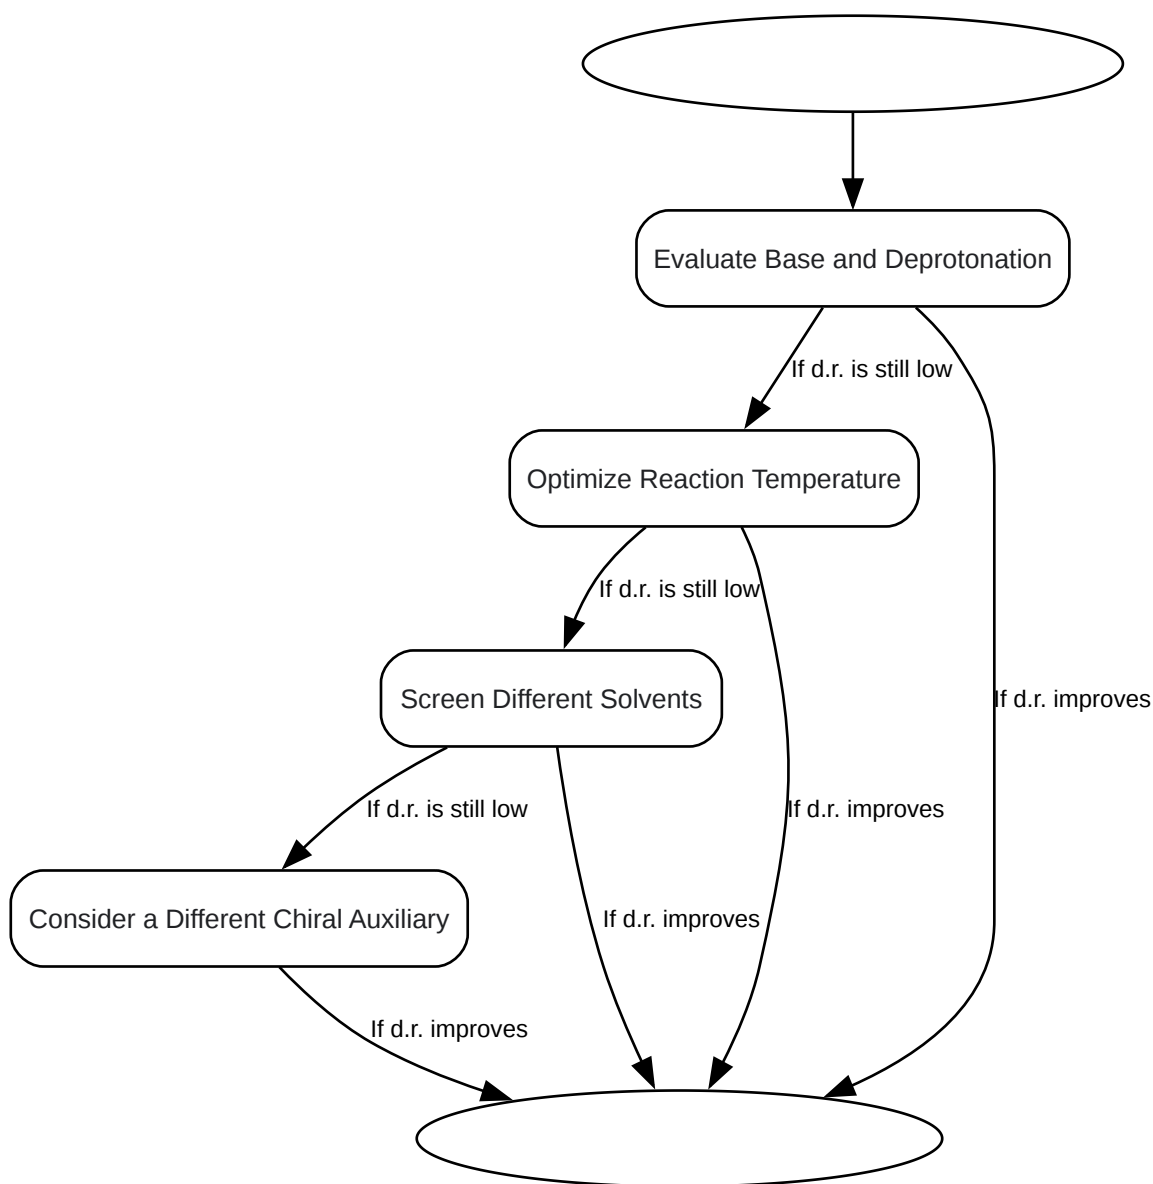 Evaluate Base and Deprotonation
If d.r. is still low
Optimize Reaction Temperature
If d.r. is still low
Screen Different Solvents
If d.r. improves
If d.r. is still low
If d.r. improves
Consider a Different Chiral Auxiliary
If d.r. improves
If d.r. improves